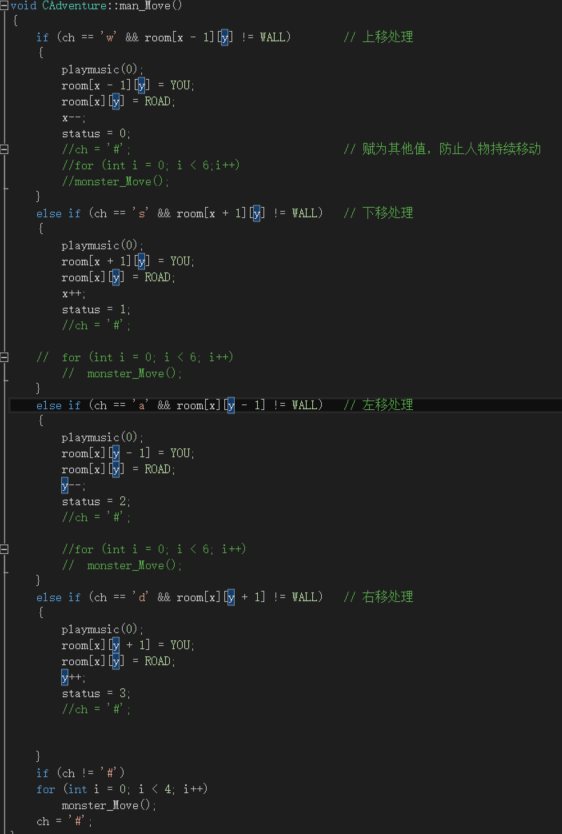 void CAdventure::man_Move()
{
if (ch == 'w' && room[x - 1][y] != WALL) // 上移处理
{
playmusic(0);
room[x - 1][y] = YOU;
room[x][y] = ROAD;
x--;
status = 0;
//ch = '#'; // 赋为其他值，防止人物持续移动
//for (int i = 0; i < 6;i++)
//monster_Move();
}
else if (ch == 's' && room[x + 1][y] != WALL) // 下移处理
{
playmusic(0);
room[x + 1][y] = YOU;
room[x][y] = ROAD;
x++;
status = 1;
//ch = '#';
// for (int i = 0; i < 6; i++)
// monster_Move();
}
else if (ch == 'a' && room[x][y - 1] != WALL) // 左移处理
{
playmusic(0);
room[x][y - 1] = YOU;
room[x][y] = ROAD;
y--;
status = 2;
//ch = '#';
//for (int i = 0; i < 6; i++)
// monster_Move();
}
else if (ch == 'd' && room[x][y + 1] != WALL) // 右移处理
{
playmusic(0);
room[x][y + 1] = YOU;
room[x][y] = ROAD;
y++;
status = 3;
//ch = '#';
}
if (ch != '#')
for (int i = 0; i < 4; i++)
monster_Move();
ch = '#';